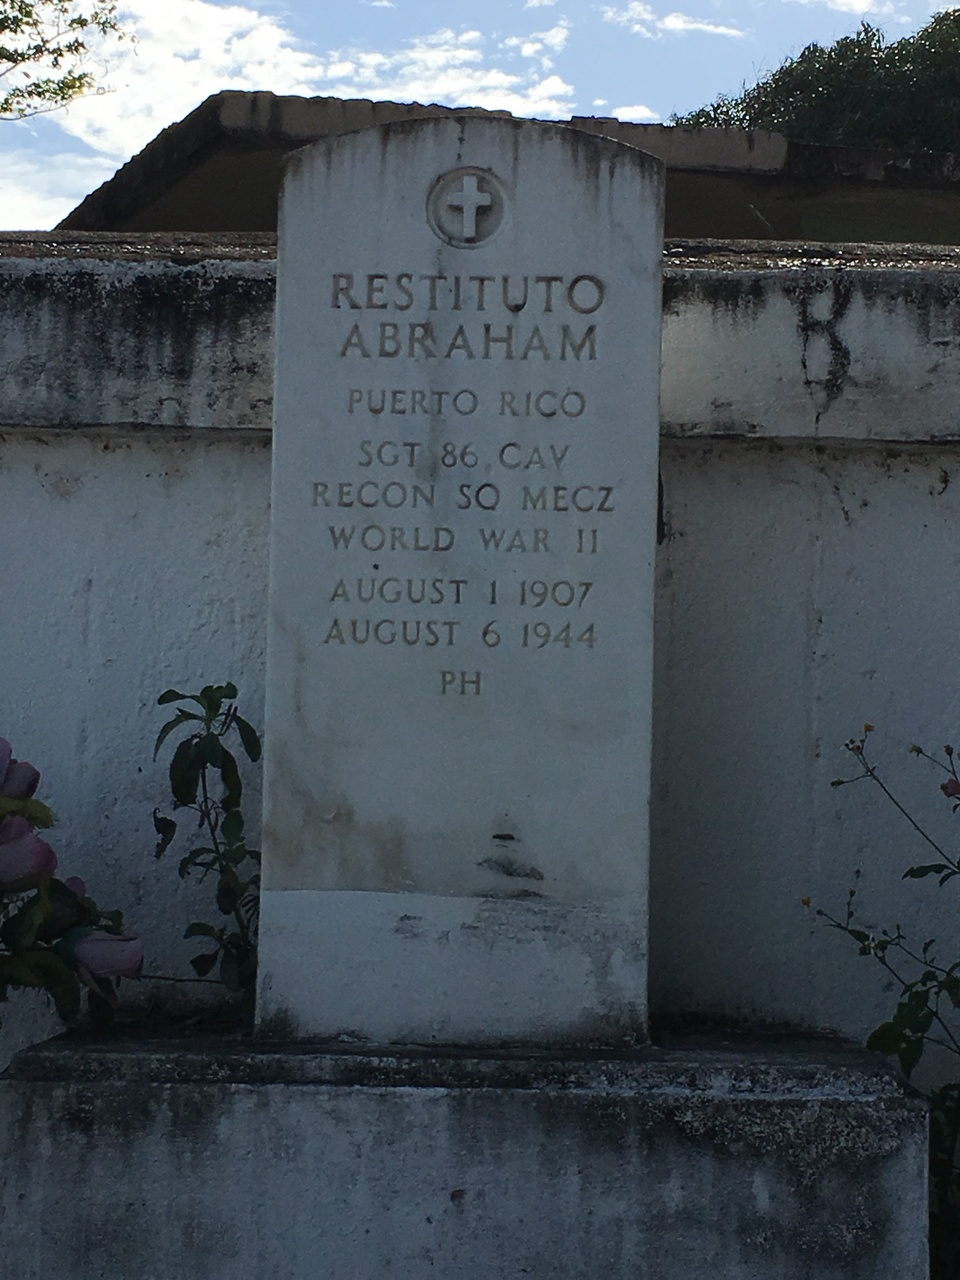 RESTITUTO
ABRAHAM
PUERTO RICO
SGT 86 CAV
RECON SQ MECZ
WORLD WAR II
AUGUST 1 1907
AUGUST 6 1944
PH